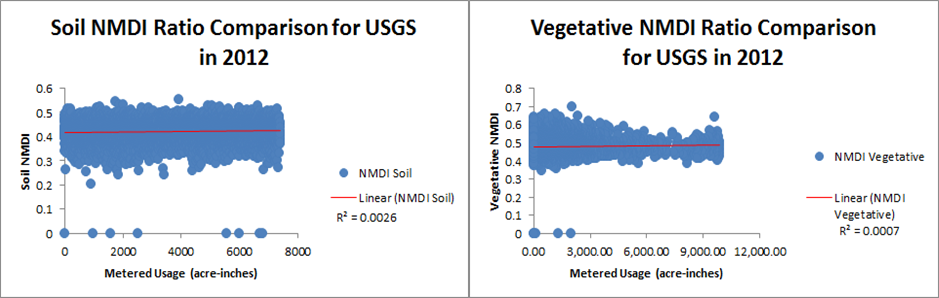 Soil NMDI Ratio Comparison for USGS
in 2012
0.6
0.5
0.4
0.3
0.2
0.1
0
Soil NMDI
0
2000
4000
6000
8000
Metered Usage (acre-inches)
NMDI Soil
Linear (NMDI Soil)
R² = 0.0026
Vegetative NMDI Ratio Comparison
for USGS in 2012
0.8
0.7
0.6
0.5
0.4
0.3
0.2
0.1
0
Vegetative NMDI
0.00
3,000.00
6,000.00
9,000.00
12,000.00
Metered Usage (acre-inches)
NMDI Vegetative
Linear (NMDI
Vegetative)
R² = 0.0007